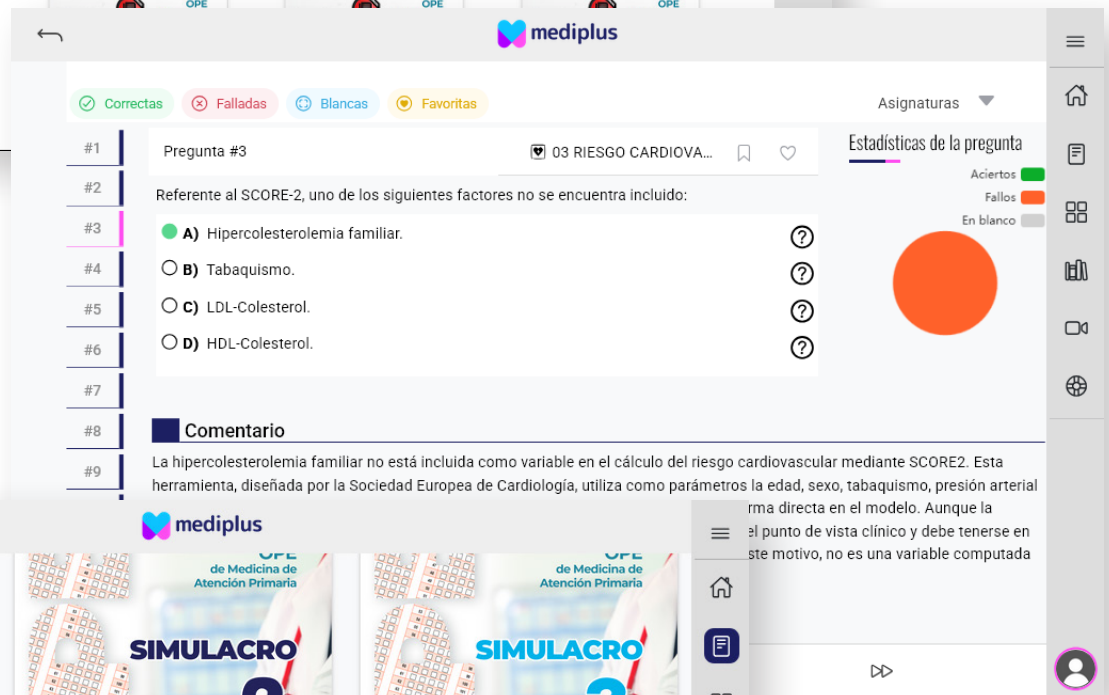 OPE
OPE
OPE
mediplus
Correctas
Falladas
Blancas
Favoritas
Asignaturas
#1
#2
#3
#4
#5
#6
#7
#8
#9
Pregunta #3
03 RIESGO CARDIOVA...
Referente al SCORE-2, uno de los siguientes factores no se encuentra incluido:
A) Hipercolesterolemia familiar.
B) Tabaquismo.
C) LDL-Colesterol.
D) HDL-Colesterol.
Estadísticas de la pregunta
Aciertos
Fallos
En blanco
Comentario
La hipercolesterolemia familiar no está incluida como variable en el cálculo del riesgo cardiovascular mediante SCORE2. Esta
herramienta, diseñada por la Sociedad Europea de Cardiología, utiliza como parámetros la edad, sexo, tabaquismo, presión arterial
directa en el modelo. Aunque la
punto de vista clínico y debe tenerse en
motivo, no es una variable computada
mediplus
OPE
de Medicina de
Atención Primaria
SIMULACRO
OPE
de Medicina de
Atención Primaria
SIMULACRO